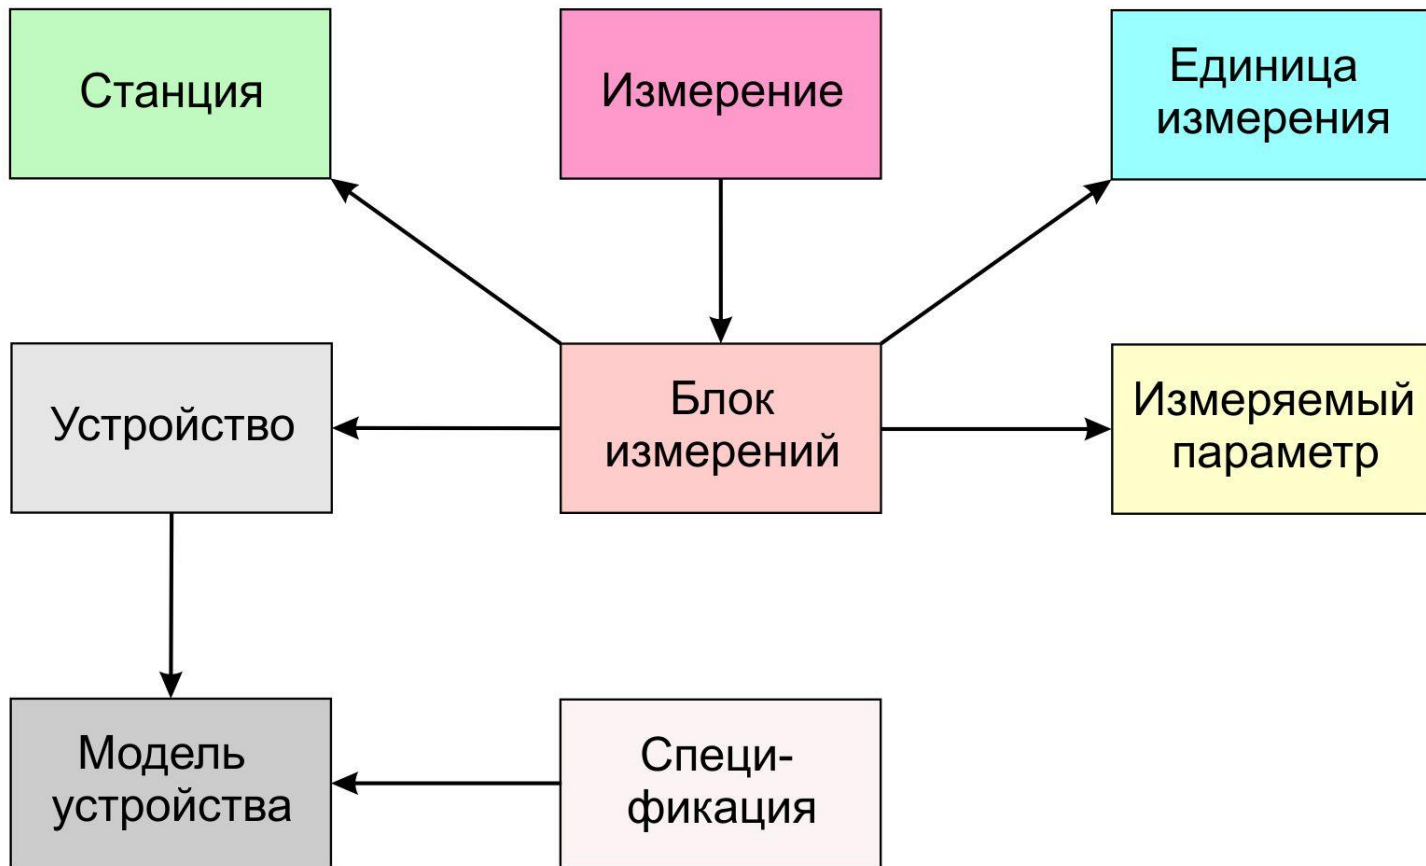 Станция
Измерение
Единица
измерения
Устройство
Блок
измерений
Измеряемый
параметр
Модель
устройства
Специ-
фикация